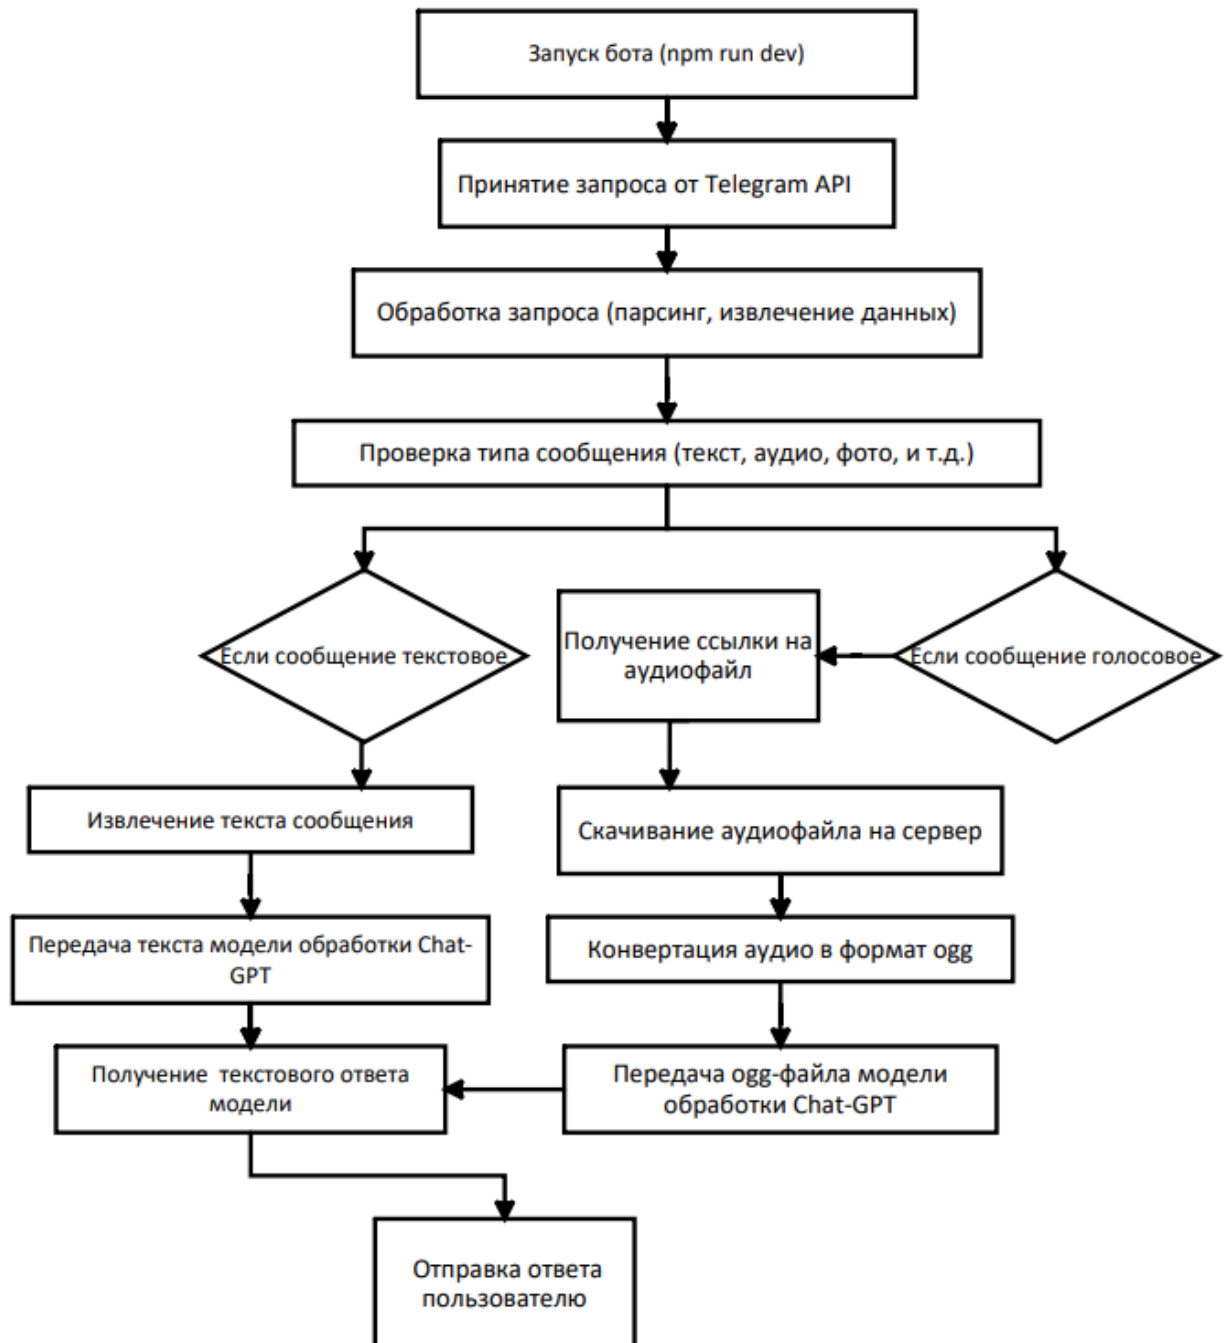 Запуск бота (npm run dev)
Принятие запроса от Telegram API
Обработка запроса (парсинг, извлечение данных)
Проверка типа сообщения (текст, аудио, фото, и т.д.)
Если сообщение текстовое
Получение ссылки на
аудиофайл
Если сообщение голосовое
Извлечение текста сообщения
Скачивание аудиофайла на сервер
Передача текста модели обработки Chat-
GPT
Конвертация аудио в формат ogg
Получение  текстового ответа
модели
Передача ogg-файла модели
обработки Chat-GPT
Отправка ответа
пользователю